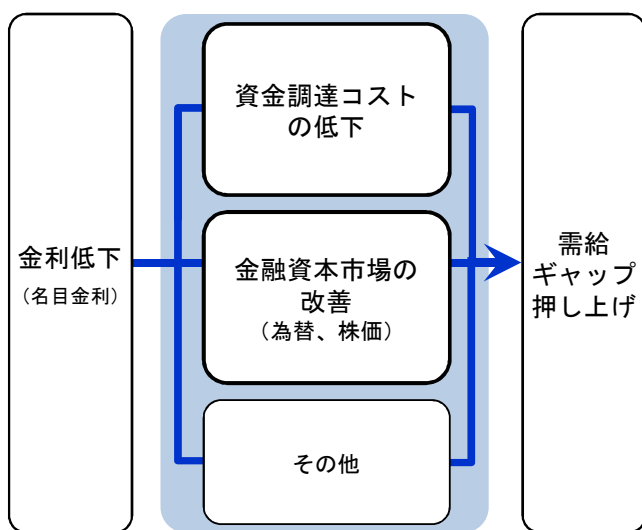 金利低下
（名目金利）
資金調達コスト
の低下
金融資本市場の
改善
（為替、株価）
その他
需給
ギャップ
押し上げ